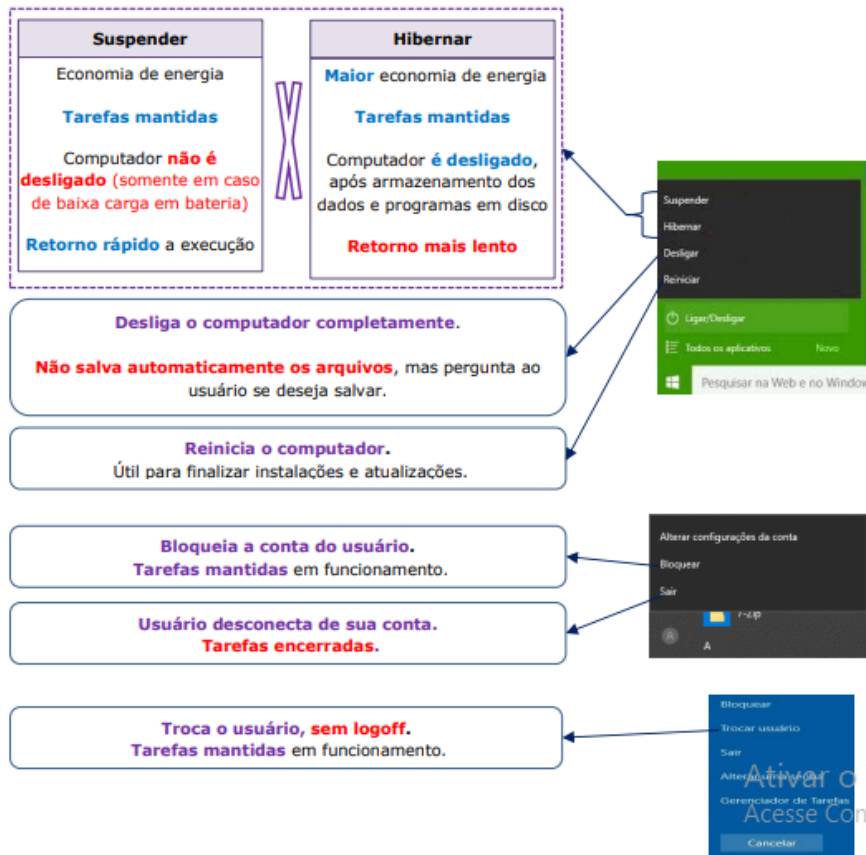 Suspender
Economia de energia
Tarefas mantidas
Computador não é
desligado (somente em caso
de baixa carga em bateria)
Retorno rápido a execução
Hibernar
Maior economia de energia
Tarefas mantidas
Computador é desligado,
após armazenamento dos
dados e programas em disco
Retorno mais lento
Suspender
Hibernar
Desligar
Reiniciar
Ligar/Desligar
Todos os aplicativos Novo
Pesquisar na Web e no Window
Desliga o computador completamente.
Não salva automaticamente os arquivos, mas pergunta ao
usuário se deseja salvar.
Reinicia o computador.
Útil para finalizar instalações e atualizações.
Bloqueia a conta do usuário.
Tarefas mantidas em funcionamento.
Usuário desconecta de sua conta.
Tarefas encerradas.
Alterar configurações da conta
Bloquear
Sair
7-Zip
A
Troca o usuário, sem logoff.
Tarefas mantidas em funcionamento.
Bloquear
Trocar usuário
Sair
Alterar uma senha
Gerenciador de Tarefas
Cancelar
Ativar o
Acesse Con